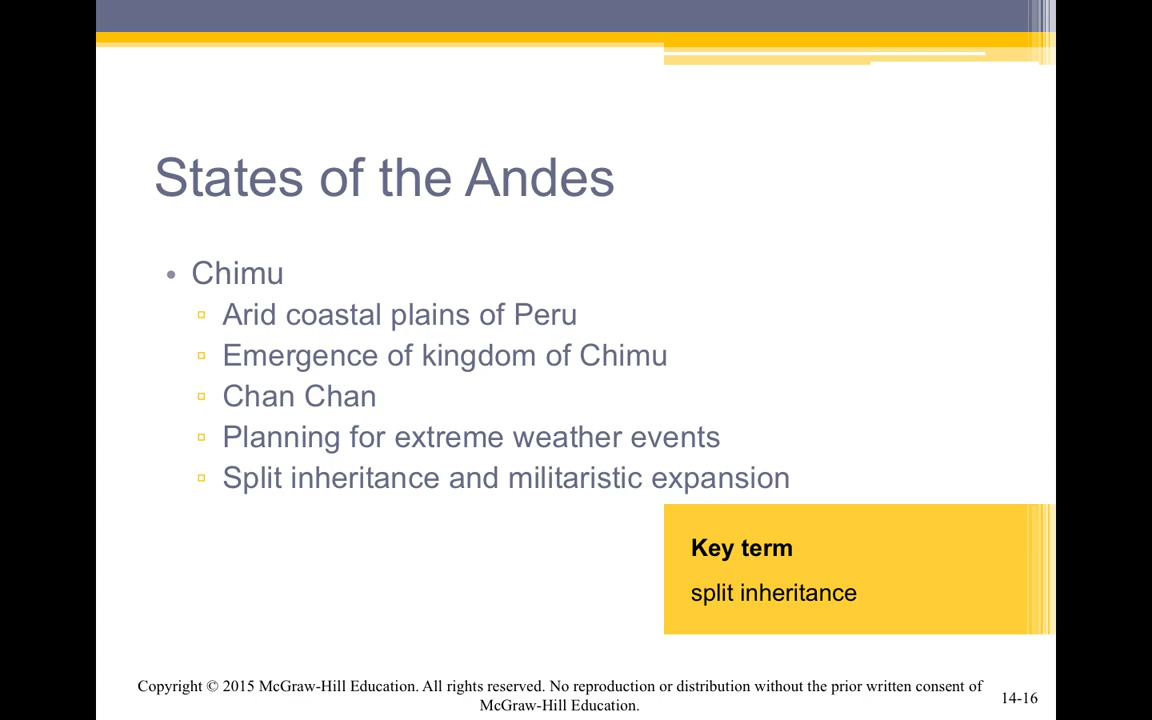 States of the Andes
• Chimu
▫ Arid coastal plains of Peru
▫ Emergence of kingdom of Chimu
▫ Chan Chan
▫ Planning for extreme weather events
▫ Split inheritance and militaristic expansion
Key term
split inheritance
Copyright © 2015 McGraw-Hill Education. All rights reserved. No reproduction or distribution without the prior written consent of
McGraw-Hill Education.
14-16